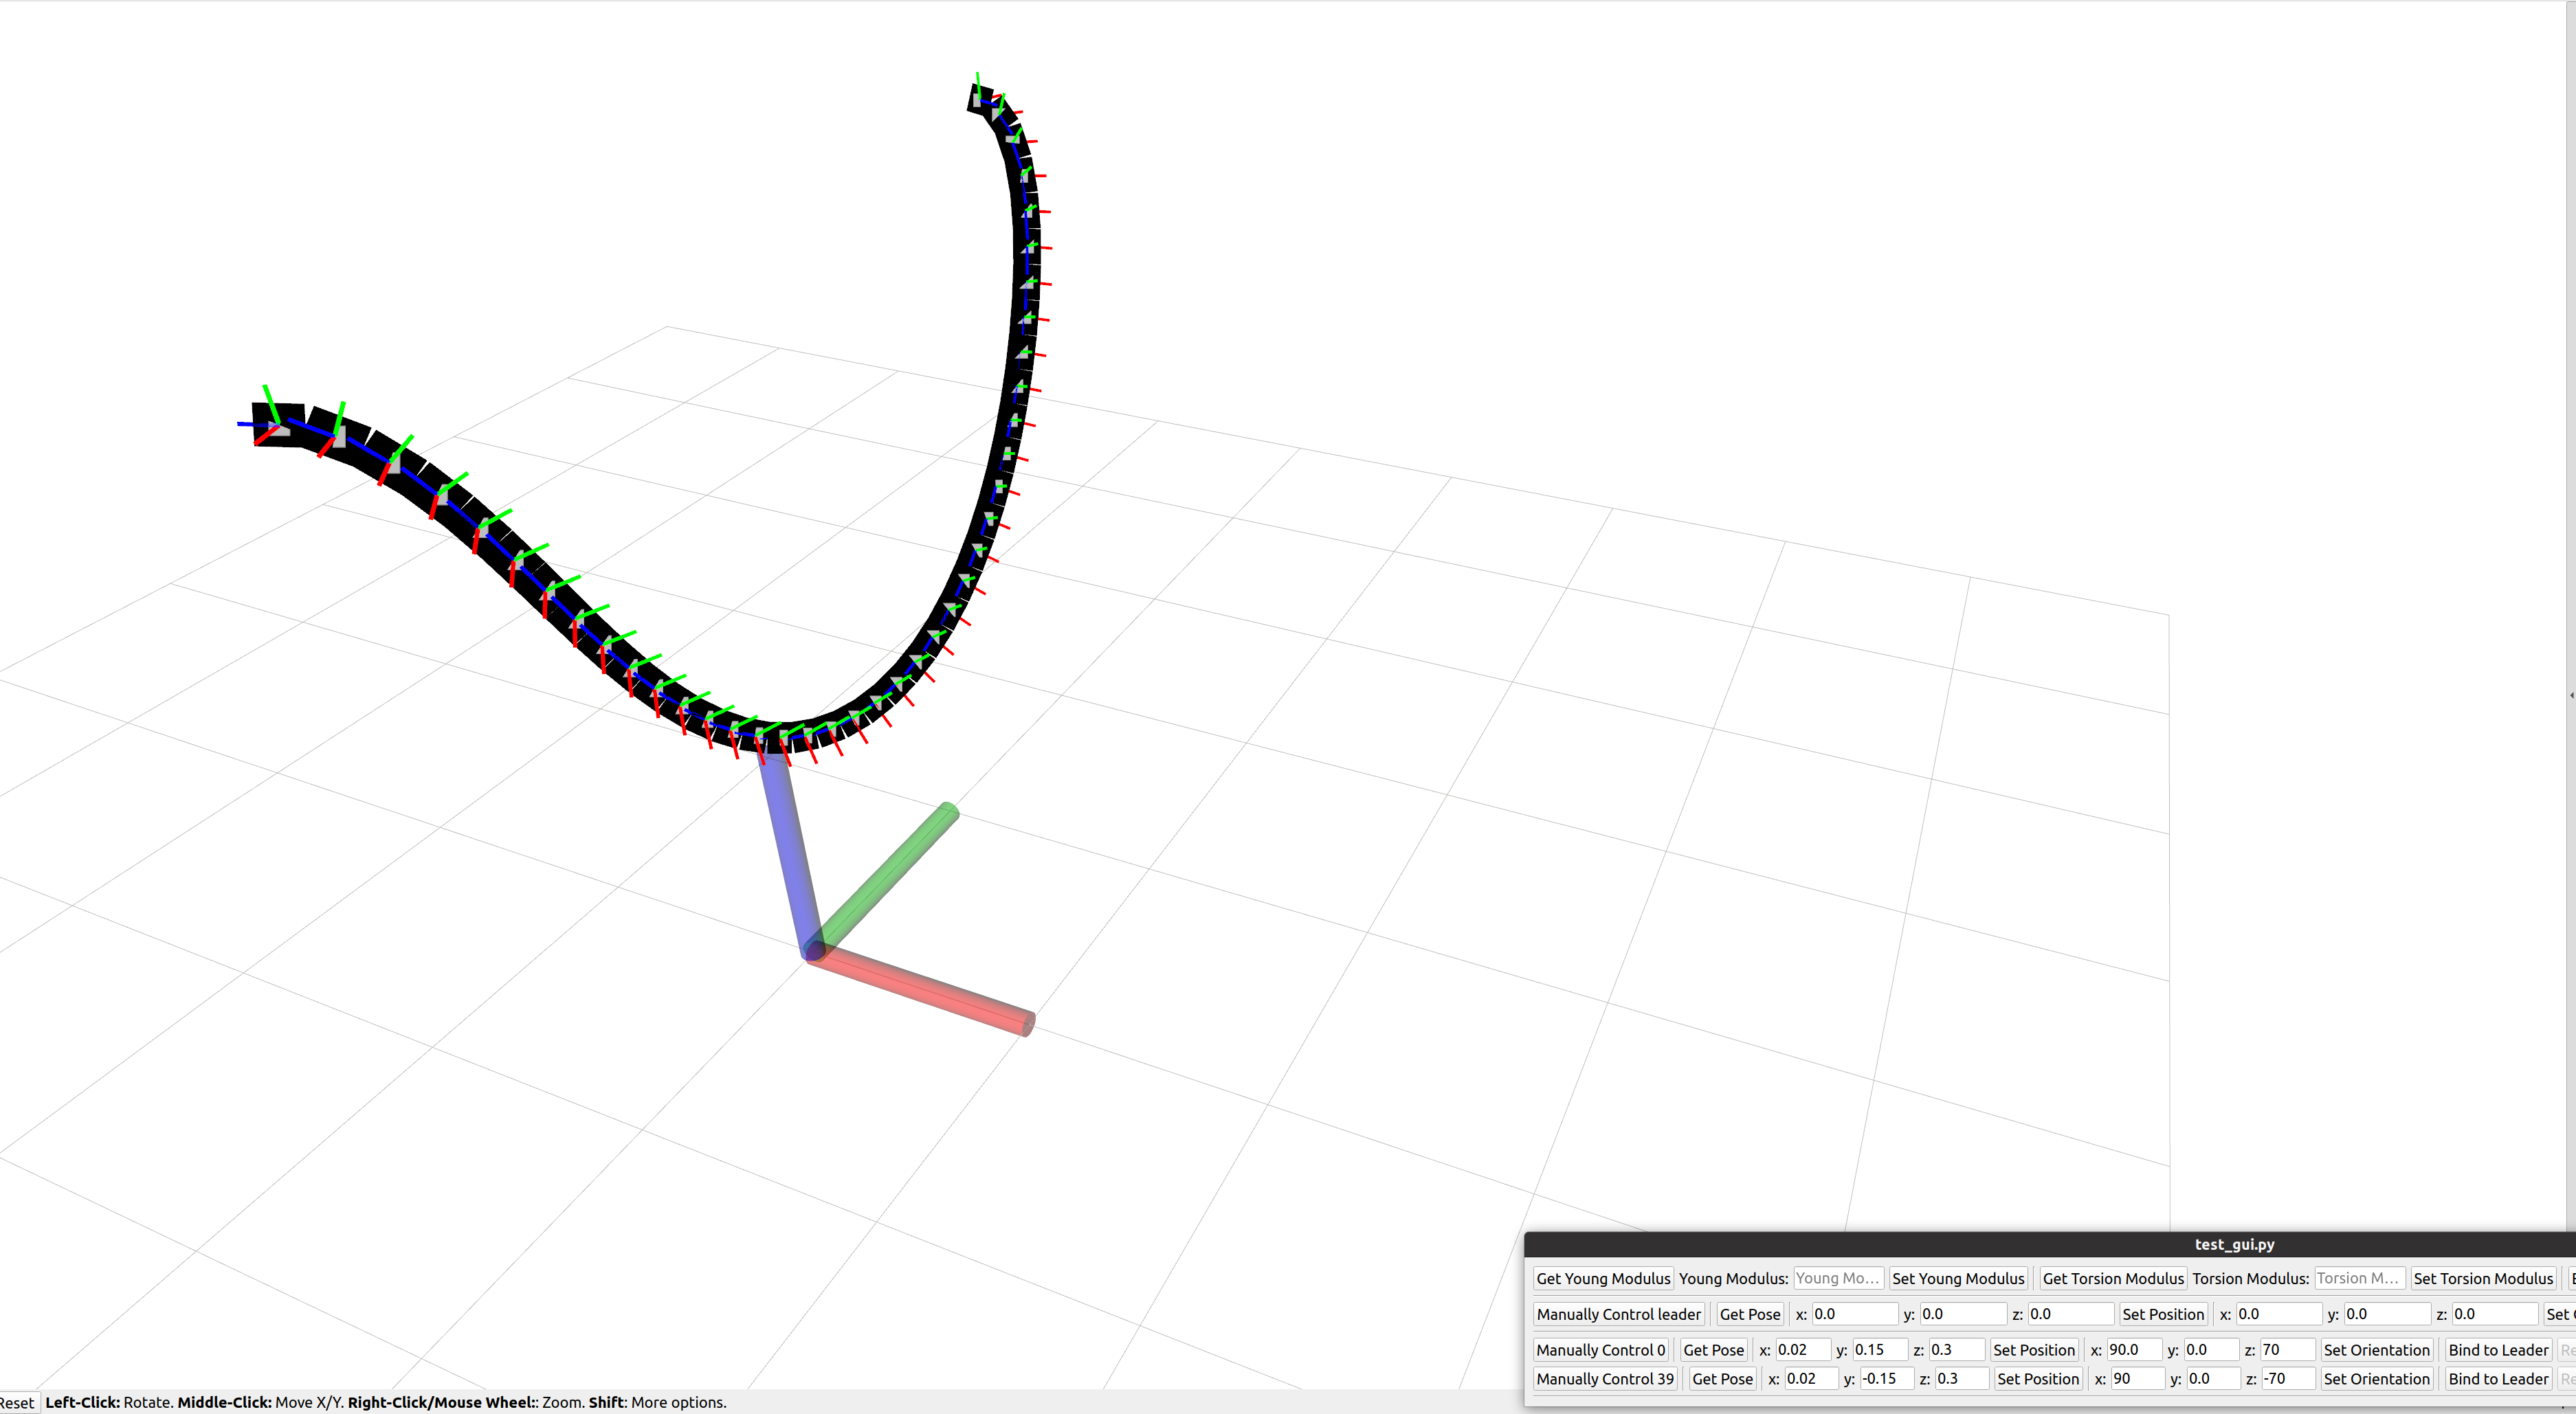 test_gui.py
Get Young Modulus Young Modulus: Young Mo... Set Young Modulus Get Torsion Modulus Torsion Modulus: Torsion M... Set Torsion Modulus
Manually Control leader Get Pose x: 0.0 y: 0.0 z: 0.0 Set Position x: 0.0 y: 0.0 z: 0.0 Set
Manually Control 0 Get Pose x: 0.02 y: 0.15 z: 0.3 Set Position x: 90.0 y: 0.0 z: 70 Set Orientation Bind to Leader Re
Manually Control 39 Get Pose x: 0.02 y: -0.15 z: 0.3 Set Position x: 90 y: 0.0 z: -70 Set Orientation Bind to Leader Re
Reset Left-Click: Rotate. Middle-Click: Move X/Y. Right-Click/Mouse Wheel:: Zoom. Shift: More options.